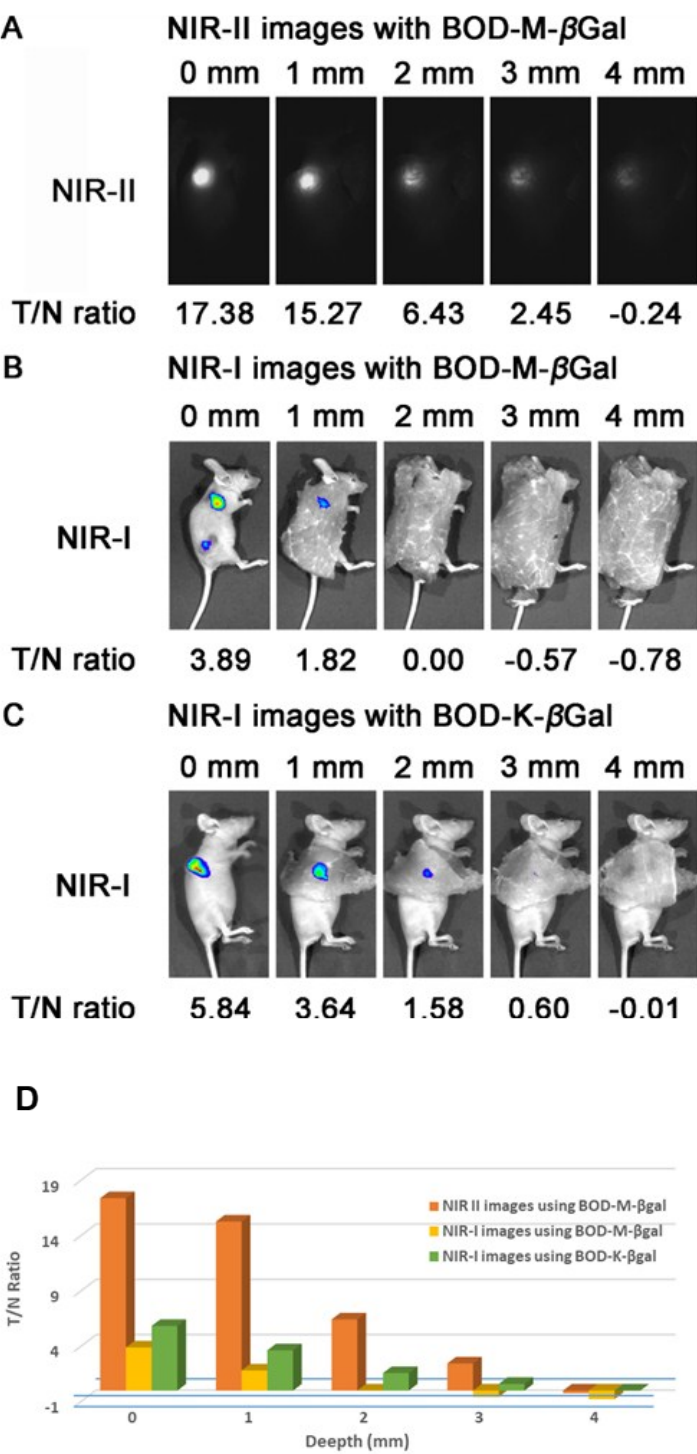 A NIR-II images with BOD-M-βGal
0 mm 1 mm 2 mm 3 mm 4 mm
NIR-II
T/N ratio 17.38 15.27 6.43 2.45 -0.24
B NIR-I images with BOD-M-βGal
0 mm 1 mm 2 mm 3 mm 4 mm
NIR-I
T/N ratio 3.89 1.82 0.00 -0.57 -0.78
C NIR-I images with BOD-K-βGal
0 mm 1 mm 2 mm 3 mm 4 mm
NIR-I
T/N ratio 5.84 3.64 1.58 0.60 -0.01
D
19
14
9
4
-1
T/N Ratio
NIR II images using BOD-M-βgal
NIR-I images using BOD-M-βgal
NIR-I images using BOD-K-βgal
0 1 2 3 4
Deepth (mm)